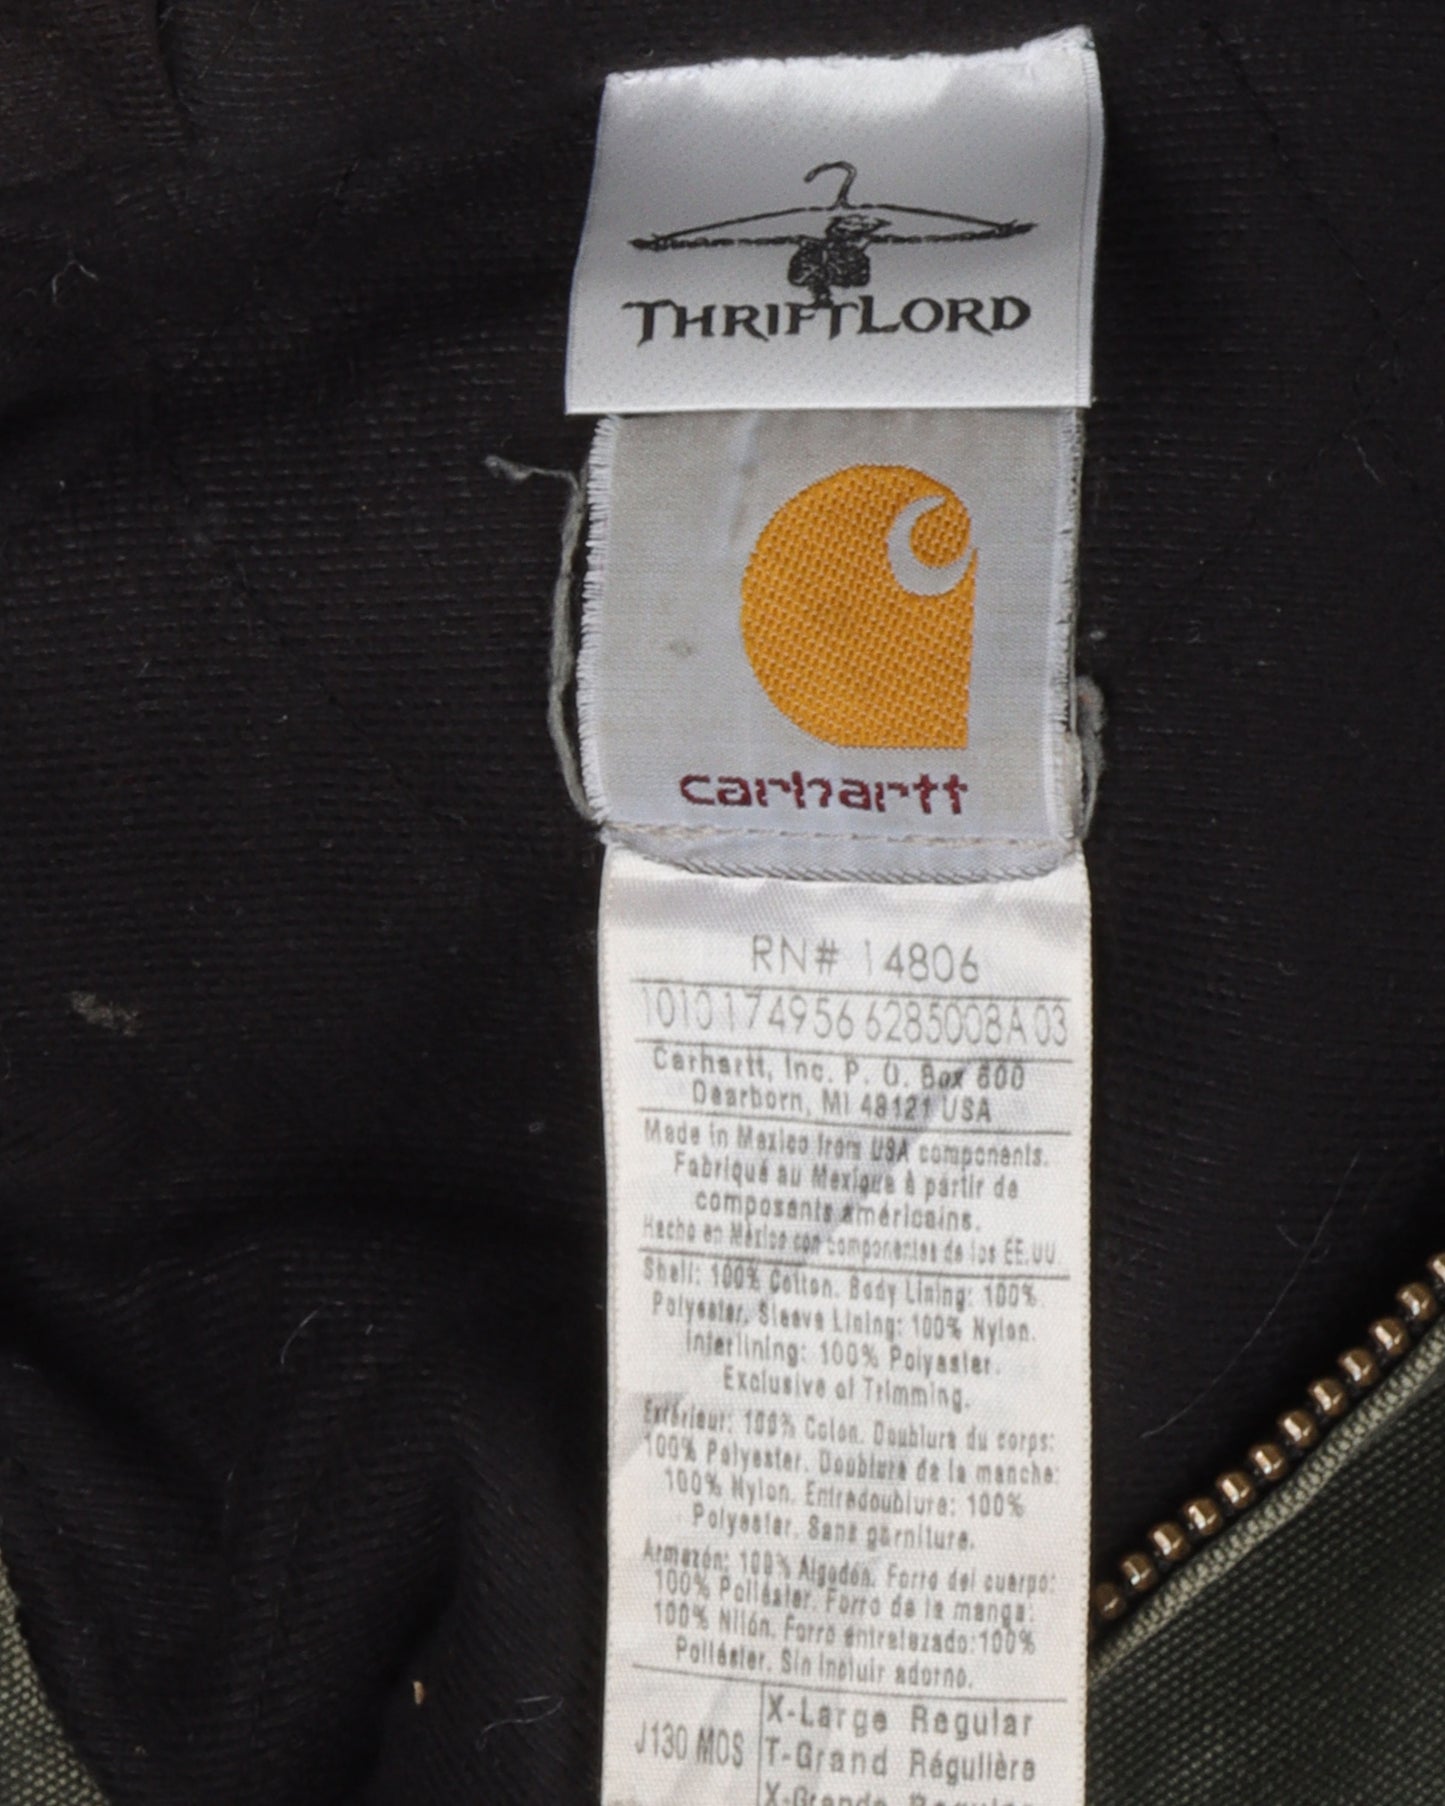 THRIFTLORD
carhartt
RN# 14806
1010174956 6285008A 03
Carhartt, Inc. P. O. Box 600
Dearborn, MI 48121 USA
Made in Mexico from USA components.
Fabriqué au Mexique à partir de
composants américains.
Hecho en México con componentes de los EE.UU.
Shell: 100% Cotton. Body Lining: 100%
Polyester. Sleeve Lining: 100% Nylon.
Interlining: 100% Polyester.
Exclusive of Trimming.
Extérieur: 100% Coton. Doublure du corps:
100% Polyester. Doublure de la manche:
100% Nylon. Entredoublure: 100%
Polyester. Sans garniture.
Armazón: 100% Algodón. Forro del cuerpo:
100% Poliéster. Forro de la manga:
100% Nilón. Forro entrelazado: 100%
Poliéster. Sin incluir adorno.
J130 MOS
X-Large Regular
T-Grand Régulière
X-Grande Regular